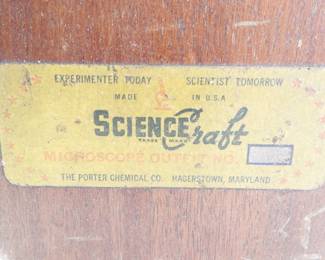 EXPERIMENTER TODAY SCIENTIST TOMORROW
MADE IN U.S.A
SCIENCE Craft
TRADE MARK
MICROSCOPE OUTFIT NO.
THE PORTER CHEMICAL CO. HAGERSTOWN, MARYLAND